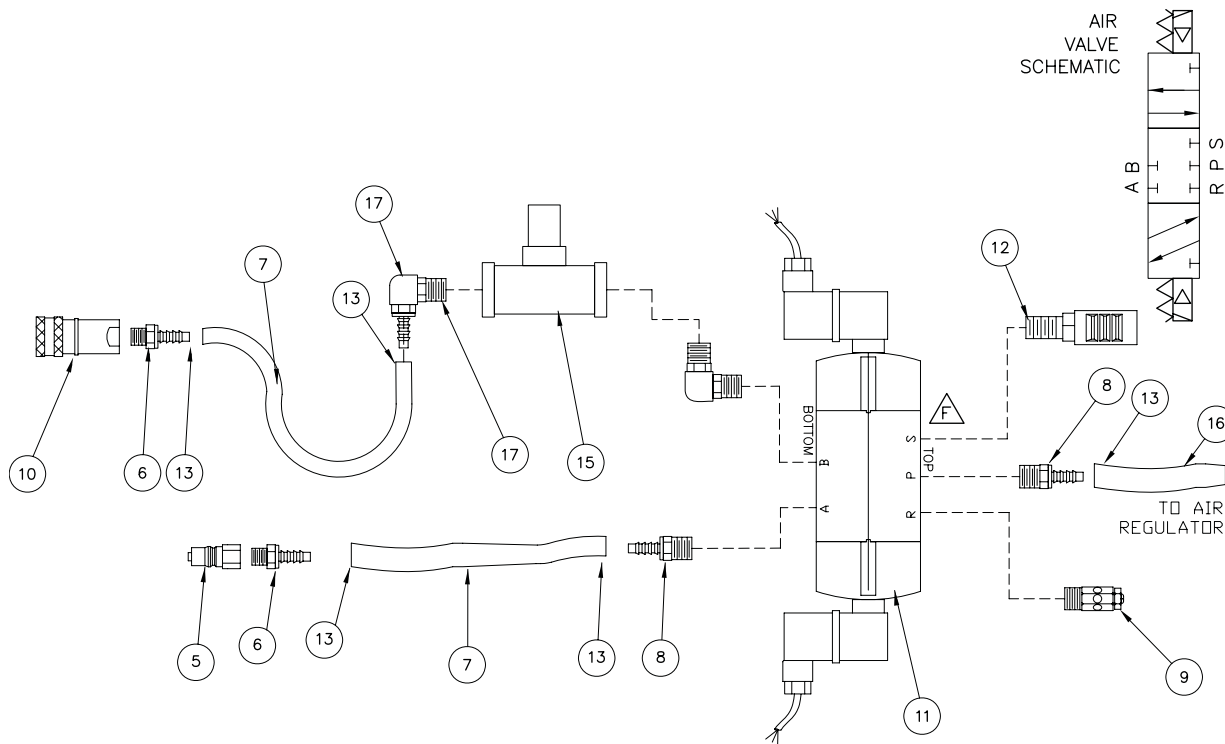 AIR
VALVE
SCHEMATIC
A B
R P S
17
7
13
12
10
6
13
17
15
BOTTOM
B
A
F
S
TOP
P
R
8
13
16
TO AIR
REGULATOR
5
6
13
7
13
8
11
9